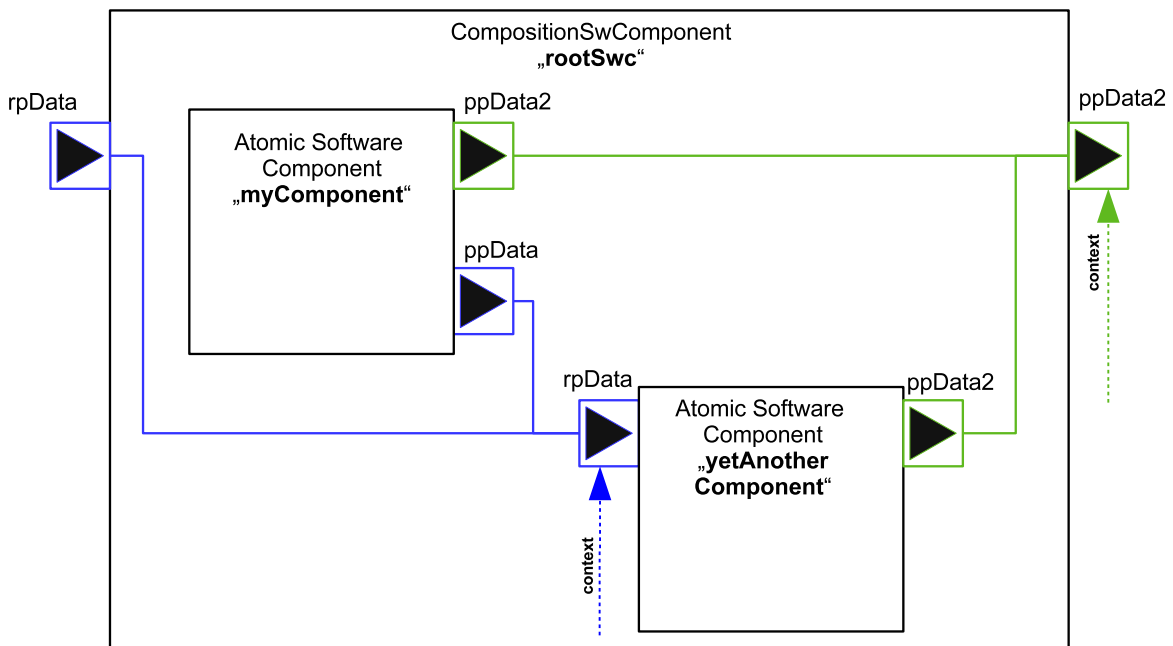 CompositionSwComponent
„rootSwc“
rpData
ppData2
ppData2
Atomic Software
Component
„myComponent“
ppData
context
rpData
ppData2
Atomic Software
Component
„yetAnother
Component“
context